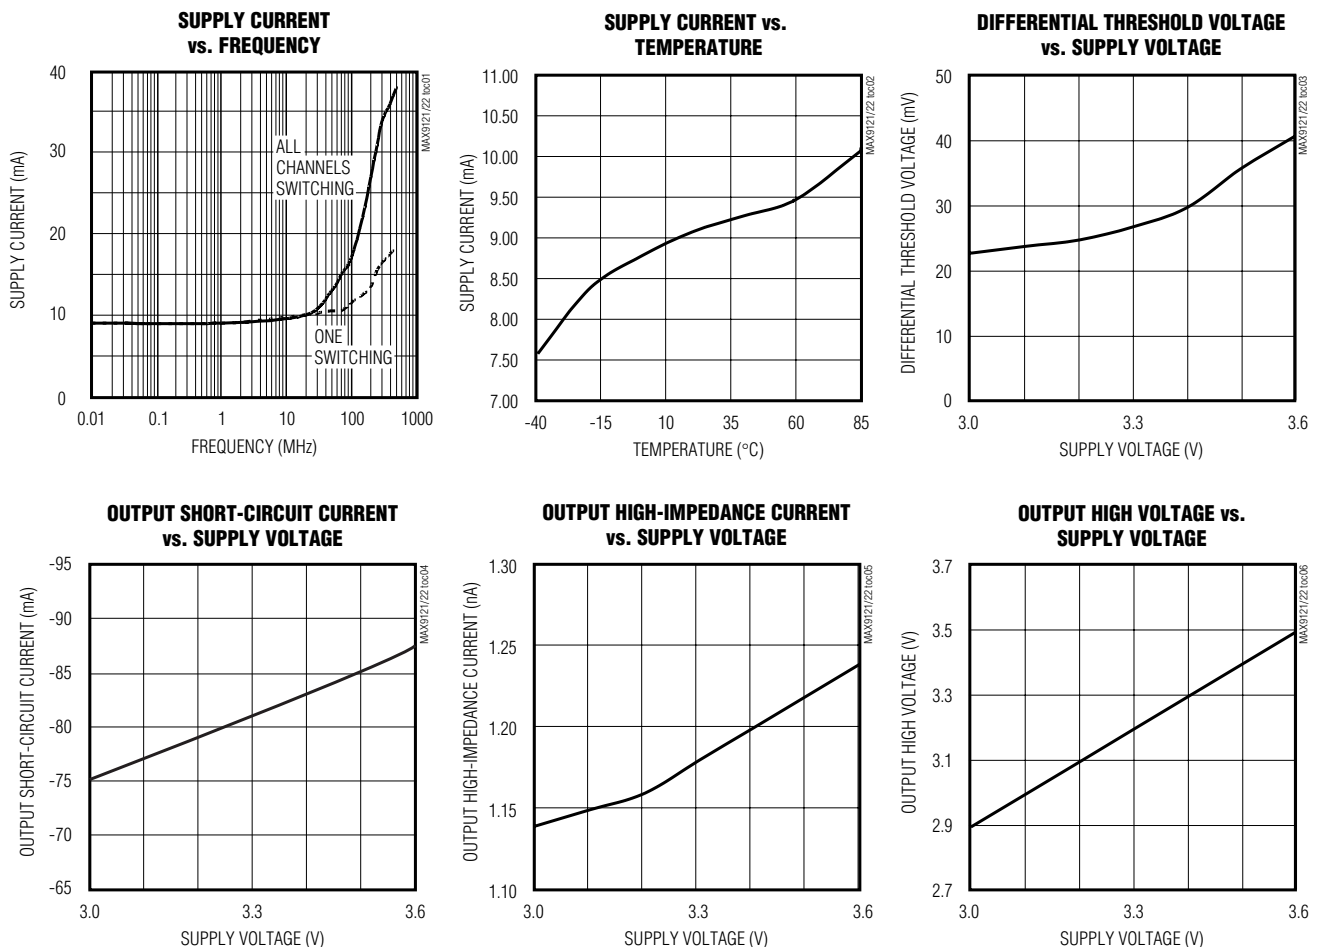 SUPPLY CURRENT
vs. FREQUENCY
40
30
20
10
0
SUPPLY CURRENT (mA)
ALL
CHANNELS
SWITCHING
ONE
SWITCHING
MAX9121/22 toc01
0.01 0.1 1 10 100 1000
FREQUENCY (MHz)
SUPPLY CURRENT vs.
TEMPERATURE
11.00
10.50
10.00
9.50
9.00
8.50
8.00
7.50
7.00
SUPPLY CURRENT (mA)
MAX9121/22 toc02
-40 -15 10 35 60 85
TEMPERATURE (°C)
DIFFERENTIAL THRESHOLD VOLTAGE
vs. SUPPLY VOLTAGE
50
40
30
20
10
0
DIFFERENTIAL THRESHOLD VOLTAGE (mV)
MAX9121/22 toc03
3.0 3.3 3.6
SUPPLY VOLTAGE (V)
OUTPUT SHORT-CIRCUIT CURRENT
vs. SUPPLY VOLTAGE
-95
-90
-85
-80
-75
-70
-65
OUTPUT SHORT-CIRCUIT CURRENT (mA)
MAX9121/22 toc04
3.0 3.3 3.6
SUPPLY VOLTAGE (V)
OUTPUT HIGH-IMPEDANCE CURRENT
vs. SUPPLY VOLTAGE
1.30
1.25
1.20
1.15
1.10
OUTPUT HIGH-IMPEDANCE CURRENT (nA)
MAX9121/22 toc05
3.0 3.3 3.6
SUPPLY VOLTAGE (V)
OUTPUT HIGH VOLTAGE vs.
SUPPLY VOLTAGE
3.7
3.5
3.3
3.1
2.9
2.7
OUTPUT HIGH VOLTAGE (V)
MAX9121/22 toc06
3.0 3.3 3.6
SUPPLY VOLTAGE (V)